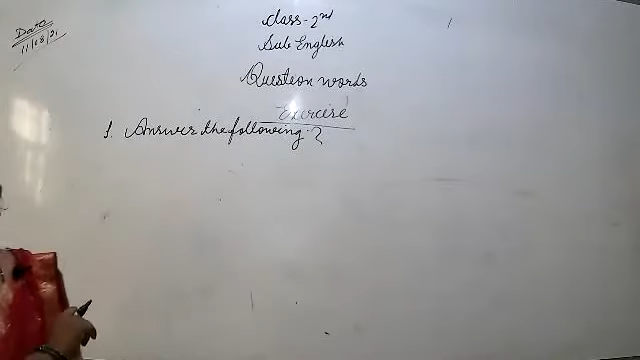 Date
11/08/21
Class - 2nd
Sub English
Question words
Exercise
1. Answer the following ?